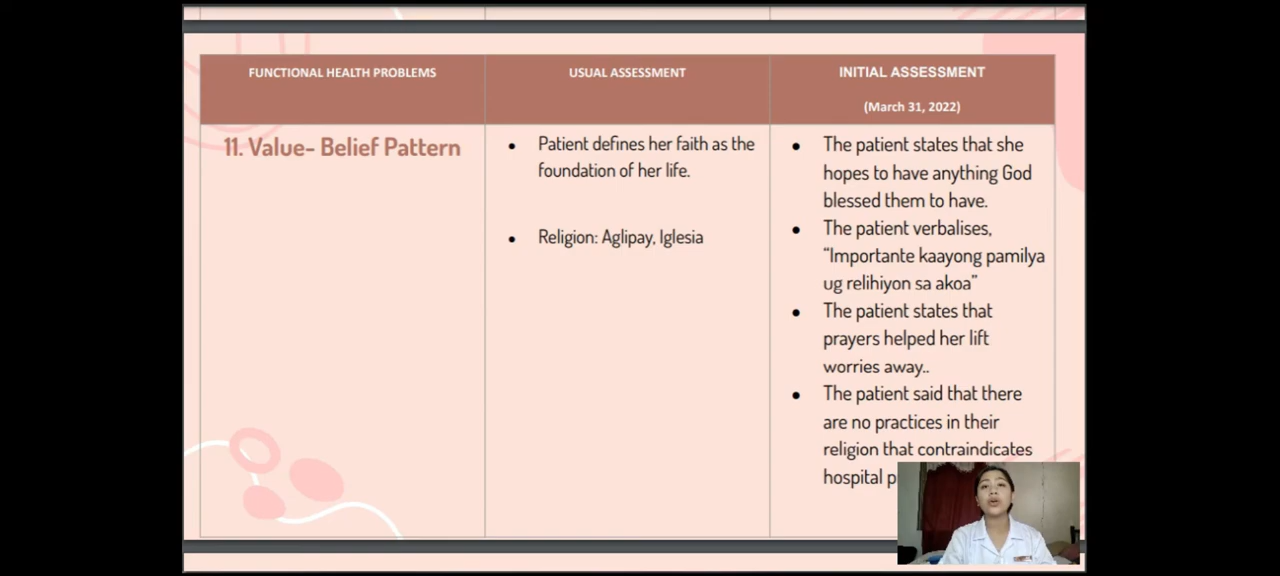 FUNCTIONAL HEALTH PROBLEMS
USUAL ASSESSMENT
INITIAL ASSESSMENT
(March 31, 2022)
11. Value- Belief Pattern
Patient defines her faith as the
foundation of her life.
Religion: Aglipay, Iglesia
The patient states that she
hopes to have anything God
blessed them to have.
The patient verbalises,
“Importante kaayong pamilya
ug relihiyon sa akoa”
The patient states that
prayers helped her lift
worries away..
The patient said that there
are no practices in their
religion that contraindicates
hospital